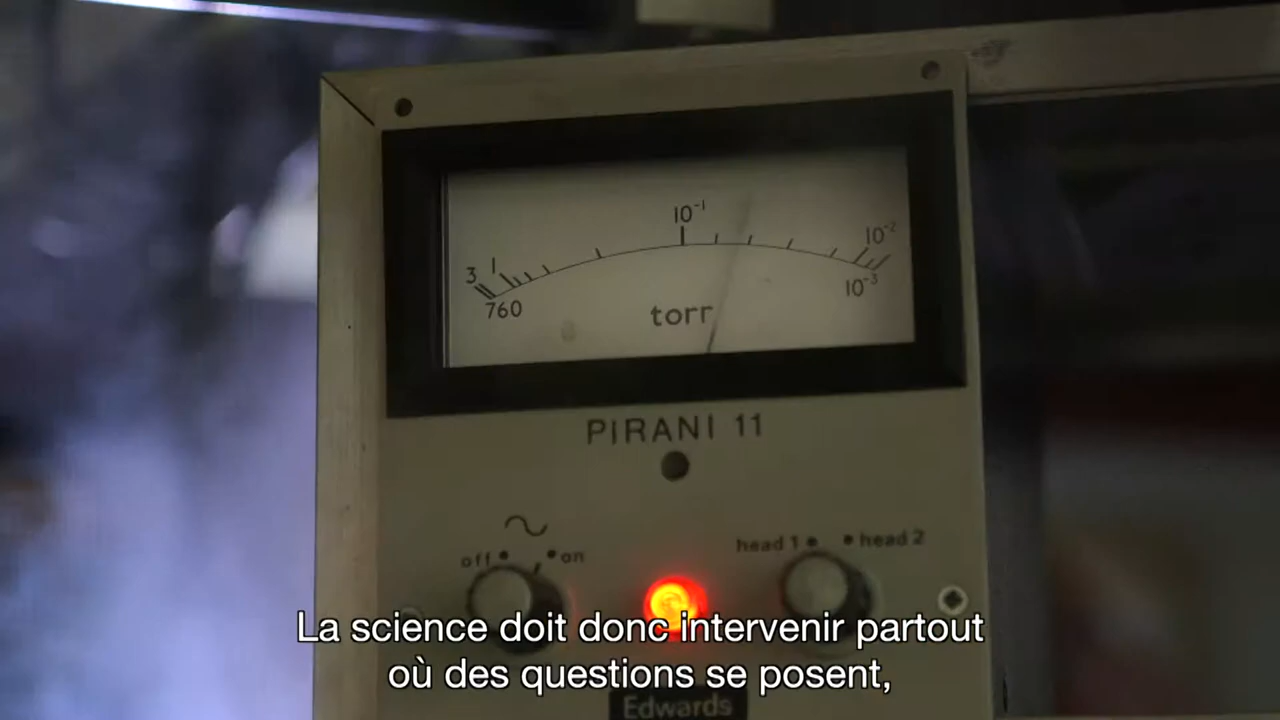 10⁻¹
3 1 10⁻²
760 10⁻³
torr
PIRANI 11
off on head 1 head 2
La science doit donc intervenir partout
où des questions se posent,
Edwards